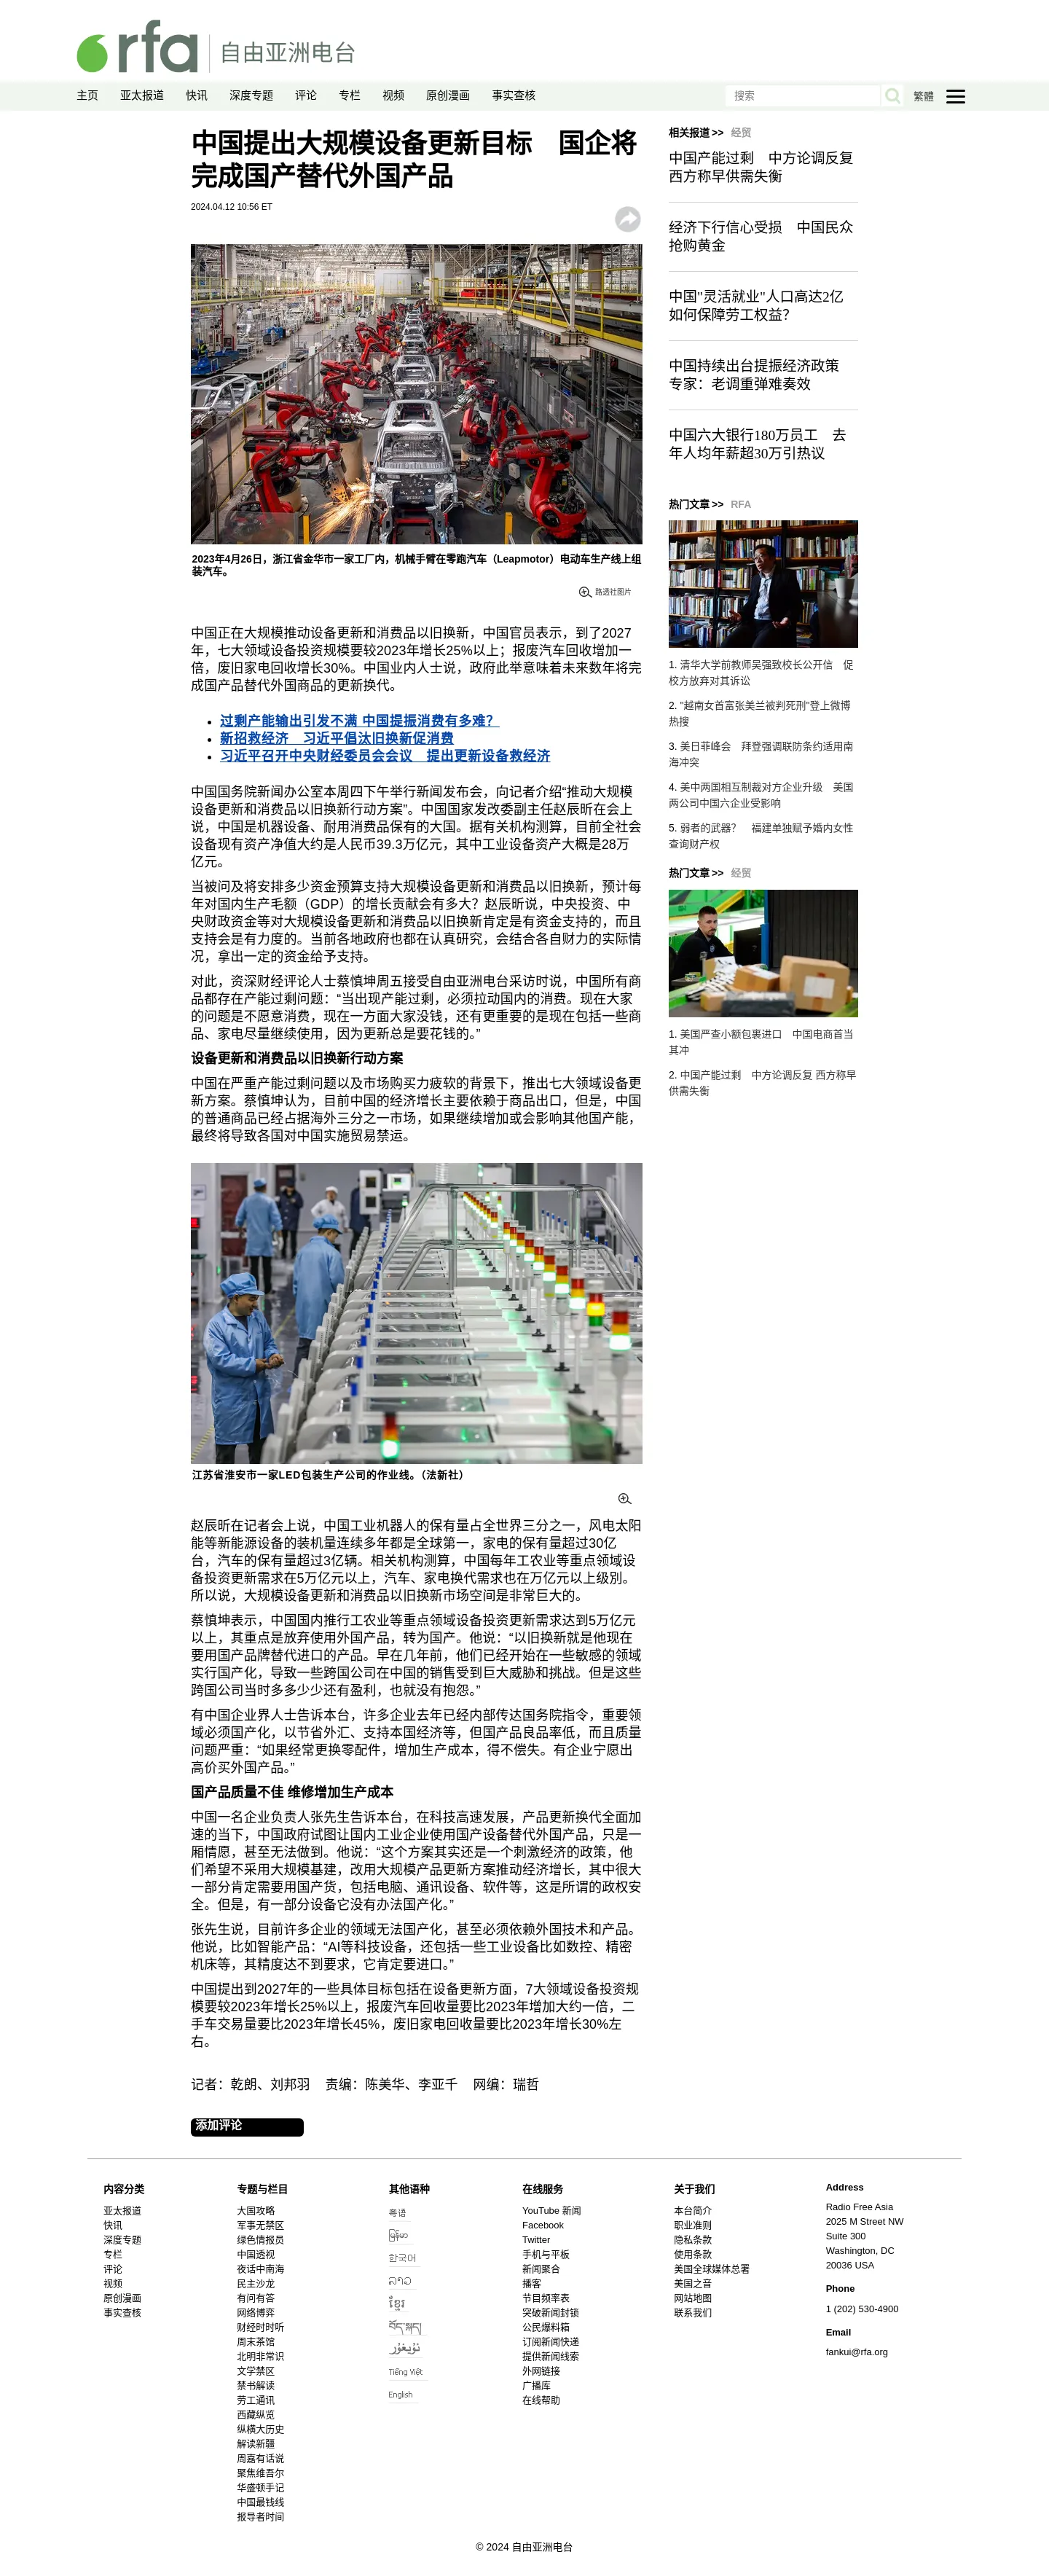 rfa 自由亚洲电台
主页 亚太报道 快讯 深度专题 评论 专栏 视频 原创漫画 事实查核 搜索 繁體
中国提出大规模设备更新目标　国企将
完成国产替代外国产品
2024.04.12 10:56 ET
2023年4月26日，浙江省金华市一家工厂内，机械手臂在零跑汽车（Leapmotor）电动车生产线上组
装汽车。
路透社图片
中国正在大规模推动设备更新和消费品以旧换新，中国官员表示，到了2027
年，七大领域设备投资规模要较2023年增长25%以上；报废汽车回收增加一
倍，废旧家电回收增长30%。中国业内人士说，政府此举意味着未来数年将完
成国产品替代外国商品的更新换代。
过剩产能输出引发不满 中国提振消费有多难？
新招救经济　习近平倡汰旧换新促消费
习近平召开中央财经委员会会议　提出更新设备救经济
中国国务院新闻办公室本周四下午举行新闻发布会，向记者介绍“推动大规模
设备更新和消费品以旧换新行动方案”。中国国家发改委副主任赵辰昕在会上
说，中国是机器设备、耐用消费品保有的大国。据有关机构测算，目前全社会
设备现有资产净值大约是人民币39.3万亿元，其中工业设备资产大概是28万
亿元。
当被问及将安排多少资金预算支持大规模设备更新和消费品以旧换新，预计每
年对国内生产毛额（GDP）的增长贡献会有多大？赵辰昕说，中央投资、中
央财政资金等对大规模设备更新和消费品以旧换新肯定是有资金支持的，而且
支持会是有力度的。当前各地政府也都在认真研究，会结合各自财力的实际情
况，拿出一定的资金给予支持。
对此，资深财经评论人士蔡慎坤周五接受自由亚洲电台采访时说，中国所有商
品都存在产能过剩问题：“当出现产能过剩，必须拉动国内的消费。现在大家
的问题是不愿意消费，现在一方面大家没钱，还有更重要的是现在包括一些商
品、家电尽量继续使用，因为更新总是要花钱的。”
设备更新和消费品以旧换新行动方案
中国在严重产能过剩问题以及市场购买力疲软的背景下，推出七大领域设备更
新方案。蔡慎坤认为，目前中国的经济增长主要依赖于商品出口，但是，中国
的普通商品已经占据海外三分之一市场，如果继续增加或会影响其他国产能，
最终将导致各国对中国实施贸易禁运。
江苏省淮安市一家LED包装生产公司的作业线。（法新社）
赵辰昕在记者会上说，中国工业机器人的保有量占全世界三分之一，风电太阳
能等新能源设备的装机量连续多年都是全球第一，家电的保有量超过30亿
台，汽车的保有量超过3亿辆。相关机构测算，中国每年工农业等重点领域设
备投资更新需求在5万亿元以上，汽车、家电换代需求也在万亿元以上级别。
所以说，大规模设备更新和消费品以旧换新市场空间是非常巨大的。
蔡慎坤表示，中国国内推行工农业等重点领域设备投资更新需求达到5万亿元
以上，其重点是放弃使用外国产品，转为国产。他说：“以旧换新就是他现在
要用国产品牌替代进口的产品。早在几年前，他们已经开始在一些敏感的领域
实行国产化，导致一些跨国公司在中国的销售受到巨大威胁和挑战。但是这些
跨国公司当时多多少少还有盈利，也就没有抱怨。”
有中国企业界人士告诉本台，许多企业去年已经内部传达国务院指令，重要领
域必须国产化，以节省外汇、支持本国经济等，但国产品良品率低，而且质量
问题严重：“如果经常更换零配件，增加生产成本，得不偿失。有企业宁愿出
高价买外国产品。”
国产品质量不佳 维修增加生产成本
中国一名企业负责人张先生告诉本台，在科技高速发展，产品更新换代全面加
速的当下，中国政府试图让国内工业企业使用国产设备替代外国产品，只是一
厢情愿，甚至无法做到。他说：“这个方案其实还是一个刺激经济的政策，他
们希望不采用大规模基建，改用大规模产品更新方案推动经济增长，其中很大
一部分肯定需要用国产货，包括电脑、通讯设备、软件等，这是所谓的政权安
全。但是，有一部分设备它没有办法国产化。”
张先生说，目前许多企业的领域无法国产化，甚至必须依赖外国技术和产品。
他说，比如智能产品：“AI等科技设备，还包括一些工业设备比如数控、精密
机床等，其精度达不到要求，它肯定要进口。”
中国提出到2027年的一些具体目标包括在设备更新方面，7大领域设备投资规
模要较2023年增长25%以上，报废汽车回收量要比2023年增加大约一倍，二
手车交易量要比2023年增长45%，废旧家电回收量要比2023年增长30%左
右。
记者：乾朗、刘邦羽　责编：陈美华、李亚千　网编：瑞哲
添加评论
相关报道 >> 经贸
中国产能过剩　中方论调反复
西方称早供需失衡
经济下行信心受损　中国民众
抢购黄金
中国"灵活就业"人口高达2亿
如何保障劳工权益？
中国持续出台提振经济政策
专家：老调重弹难奏效
中国六大银行180万员工　去
年人均年薪超30万引热议
热门文章 >> RFA
1. 清华大学前教师吴强致校长公开信　促
校方放弃对其诉讼
2. "越南女首富张美兰被判死刑"登上微博
热搜
3. 美日菲峰会　拜登强调联防条约适用南
海冲突
4. 美中两国相互制裁对方企业升级　美国
两公司中国六企业受影响
5. 弱者的武器？　福建单独赋予婚内女性
查询财产权
热门文章 >> 经贸
1. 美国严查小额包裹进口　中国电商首当
其冲
2. 中国产能过剩　中方论调反复 西方称早
供需失衡
内容分类
亚太报道
快讯
深度专题
专栏
评论
视频
原创漫画
事实查核
专题与栏目
大国攻略
军事无禁区
绿色情报员
中国透视
夜话中南海
民主沙龙
有问有答
网络博弈
财经时时听
周末茶馆
北明非常识
文学禁区
禁书解读
劳工通讯
西藏纵览
纵横大历史
解读新疆
周嘉有话说
聚焦维吾尔
华盛顿手记
中国最钱线
报导者时间
其他语种
粤语
မြန်မာ
한국어
ລາວ
ខ្មែរ
བོད་སྐད།
ئۇيغۇر
Tiếng Việt
English
在线服务
YouTube 新闻
Facebook
Twitter
手机与平板
新闻聚合
播客
节目频率表
突破新闻封锁
公民爆料箱
订阅新闻快递
提供新闻线索
外网链接
广播库
在线帮助
关于我们
本台简介
职业准则
隐私条款
使用条款
美国全球媒体总署
美国之音
网站地图
联系我们
Address
Radio Free Asia
2025 M Street NW
Suite 300
Washington, DC
20036 USA
Phone
1 (202) 530-4900
Email
fankui@rfa.org
© 2024 自由亚洲电台